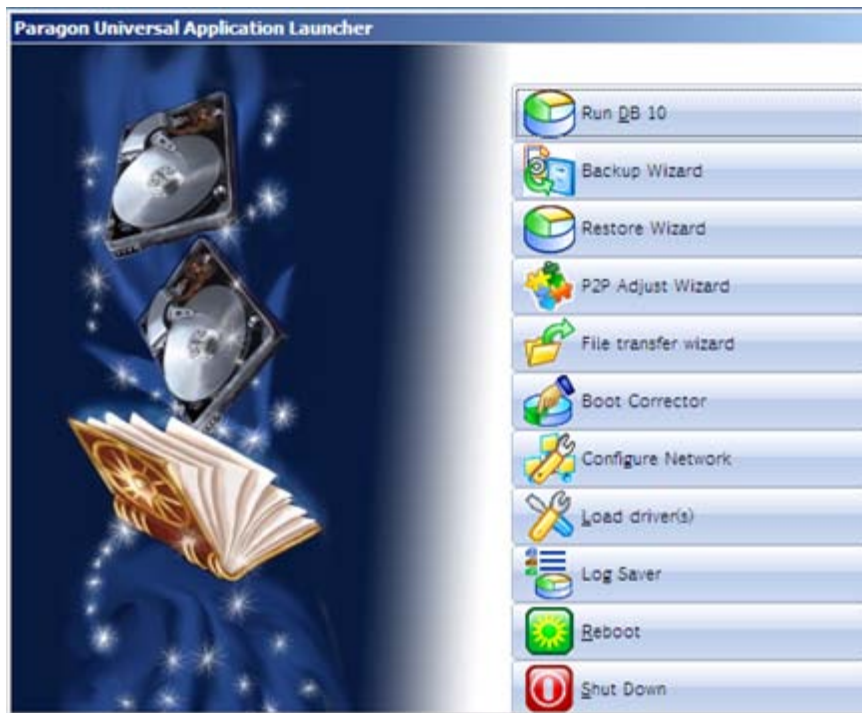 Paragon Universal Application Launcher
Run DB 10
Backup Wizard
Restore Wizard
P2P Adjust Wizard
File transfer wizard
Boot Corrector
Configure Network
Load driver(s)
Log Saver
Reboot
Shut Down